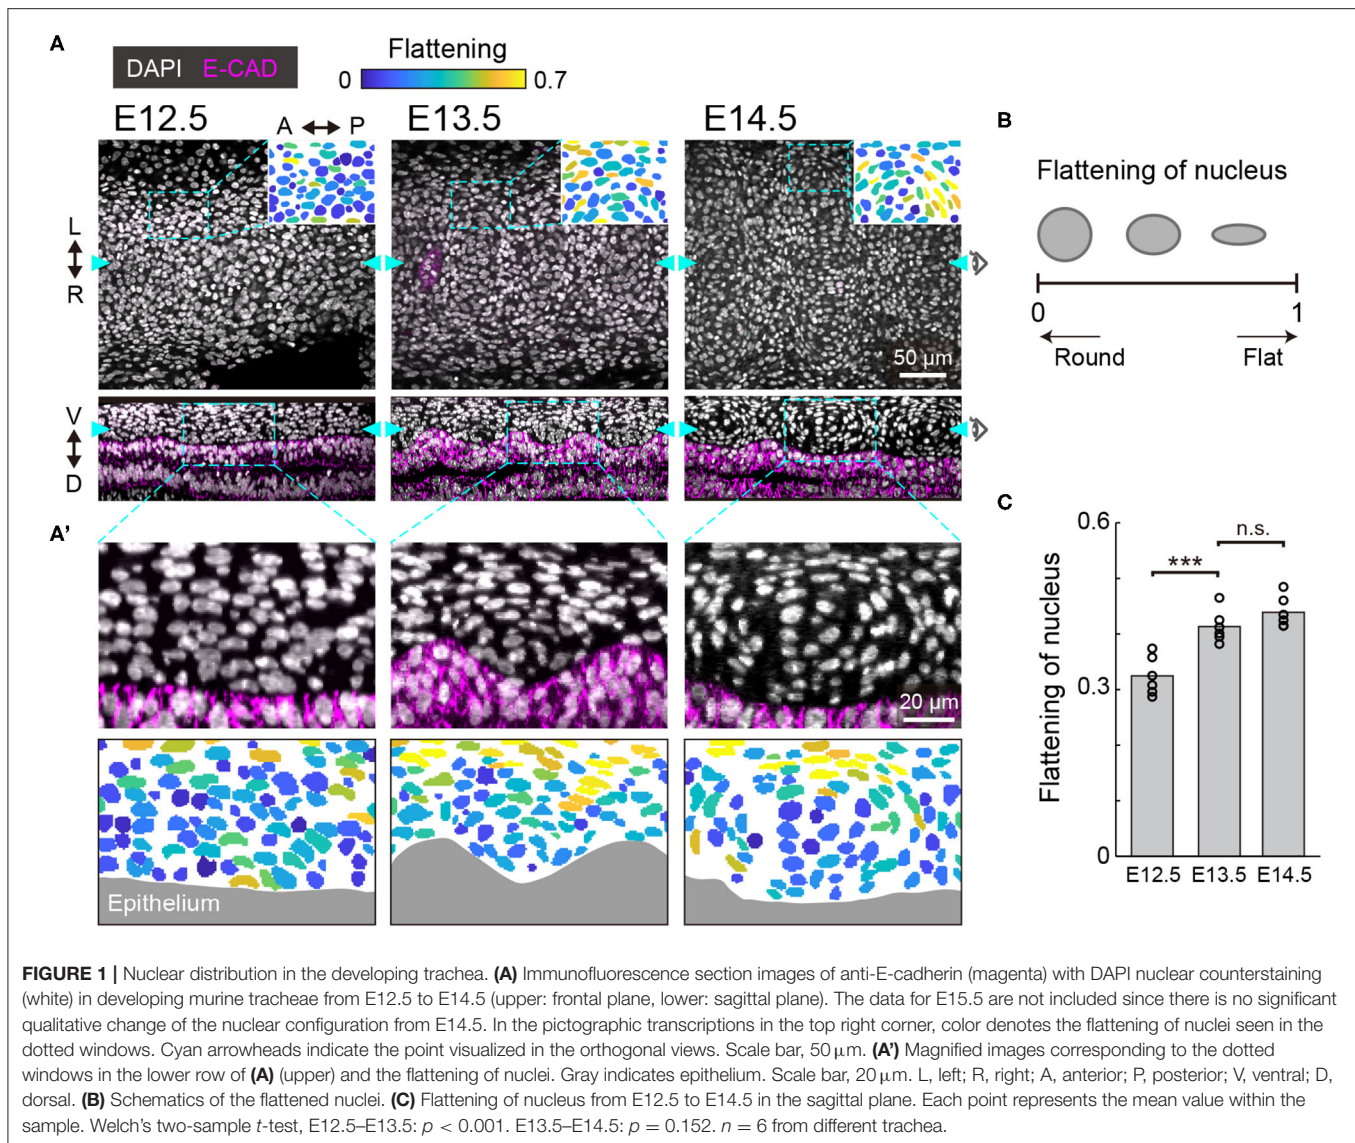 A
DAPI E-CAD
Flattening
0 0.7
E12.5
A P
E13.5
E14.5
L
R
50 µm
V
D
A'
20 µm
Epithelium
B
Flattening of nucleus
0 1
Round Flat
C
Flattening of nucleus
0.6
0.3
0
***
n.s.
E12.5 E13.5 E14.5
FIGURE 1 | Nuclear distribution in the developing trachea. (A) Immunofluorescence section images of anti-E-cadherin (magenta) with DAPI nuclear counterstaining
(white) in developing murine tracheae from E12.5 to E14.5 (upper: frontal plane, lower: sagittal plane). The data for E15.5 are not included since there is no significant
qualitative change of the nuclear configuration from E14.5. In the pictographic transcriptions in the top right corner, color denotes the flattening of nuclei seen in the
dotted windows. Cyan arrowheads indicate the point visualized in the orthogonal views. Scale bar, 50 µm. (A') Magnified images corresponding to the dotted
windows in the lower row of (A) (upper) and the flattening of nuclei. Gray indicates epithelium. Scale bar, 20 µm. L, left; R, right; A, anterior; P, posterior; V, ventral; D,
dorsal. (B) Schematics of the flattened nuclei. (C) Flattening of nucleus from E12.5 to E14.5 in the sagittal plane. Each point represents the mean value within the
sample. Welch's two-sample t-test, E12.5–E13.5: p < 0.001. E13.5–E14.5: p = 0.152. n = 6 from different trachea.